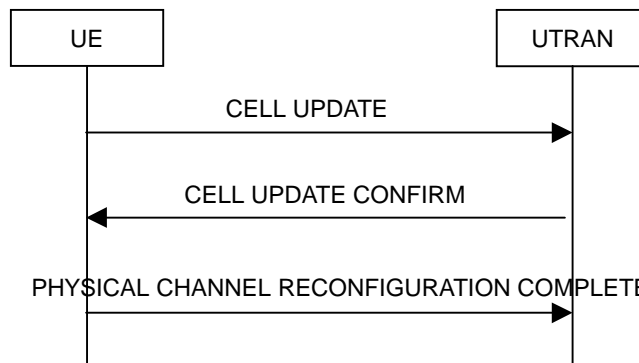 UE
UTRAN
CELL UPDATE
CELL UPDATE CONFIRM
PHYSICAL CHANNEL RECONFIGURATION COMPLETE